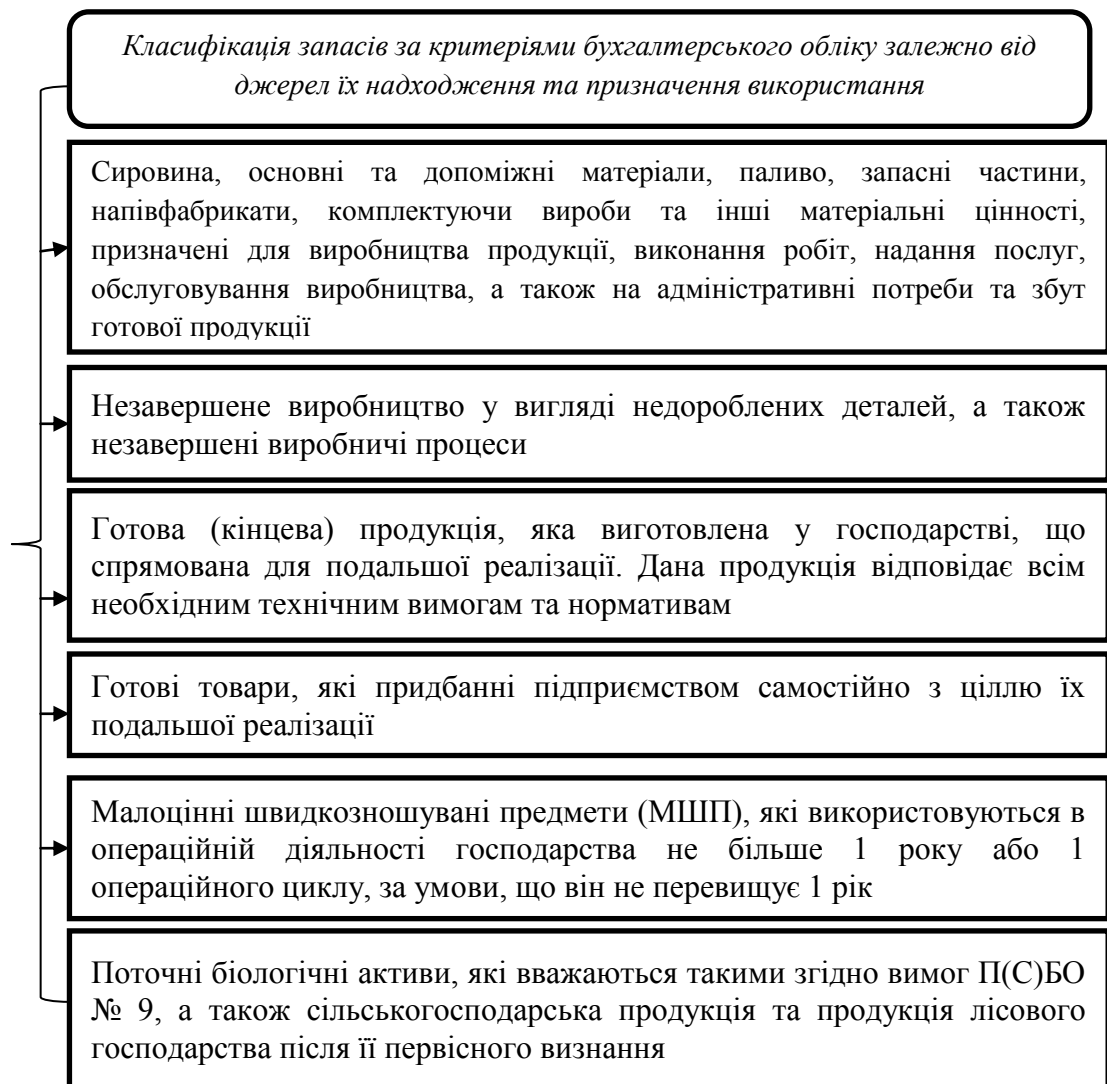 Класифікація запасів за критеріями бухгалтерського обліку залежно від
джерел їх надходження та призначення використання
Сировина, основні та допоміжні матеріали, паливо, запасні частини,
напівфабрикати, комплектуючи вироби та інші матеріальні цінності,
призначені для виробництва продукції, виконання робіт, надання послуг,
обслуговування виробництва, а також на адміністративні потреби та збут
готової продукції
Незавершене виробництво у вигляді недороблених деталей, а також
незавершені виробничі процеси
Готова (кінцева) продукція, яка виготовлена у господарстві, що
спрямована для подальшої реалізації. Дана продукція відповідає всім
необхідним технічним вимогам та нормативам
Готові товари, які придбанні підприємством самостійно з ціллю їх
подальшої реалізації
Малоцінні швидкозношувані предмети (МШП), які використовуються в
операційній діяльності господарства не більше 1 року або 1
операційного циклу, за умови, що він не перевищує 1 рік
Поточні біологічні активи, які вважаються такими згідно вимог П(С)БО
№ 9, а також сільськогосподарська продукція та продукція лісового
господарства після її первісного визнання